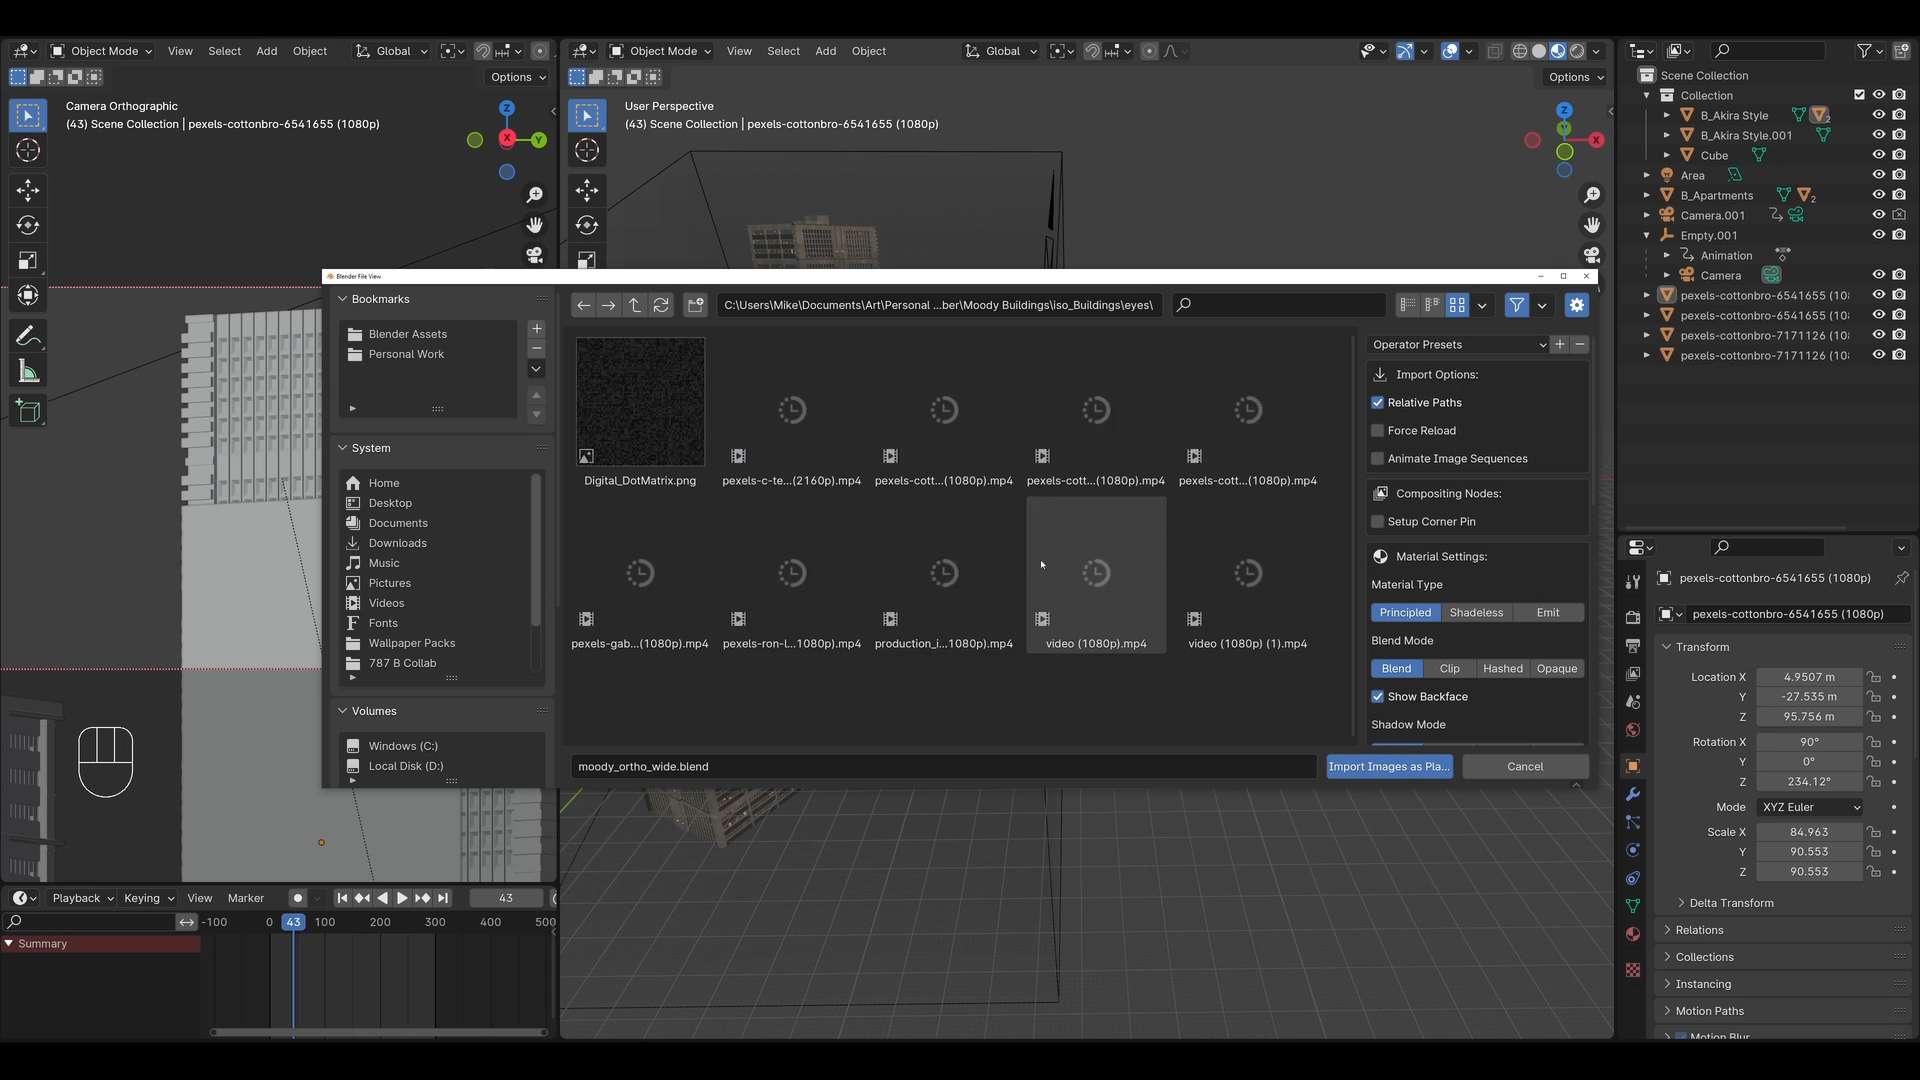 Object Mode View Select Add Object Global
Options
Camera Orthographic
(43) Scene Collection | pexels-cottonbro-6541655 (1080p)
Z
X
Y
Object Mode View Select Add Object Global
Options
User Perspective
(43) Scene Collection | pexels-cottonbro-6541655 (1080p)
Z
Y
X
Scene Collection
Collection
B_Akira Style 2
B_Akira Style.001
Cube
Area
B_Apartments 2
Camera.001
Empty.001
Animation
Camera
pexels-cottonbro-6541655 (10
pexels-cottonbro-6541655 (10
pexels-cottonbro-7171126 (10
pexels-cottonbro-7171126 (10
Blender File View
Bookmarks
Blender Assets
Personal Work
System
Home
Desktop
Documents
Downloads
Music
Pictures
Videos
Fonts
Wallpaper Packs
787 B Collab
Volumes
Windows (C:)
Local Disk (D:)
C:\Users\Mike\Documents\Art\Personal ...ber\Moody Buildings\iso_Buildings\eyes\
Digital_DotMatrix.png
pexels-c-te...(2160p).mp4
pexels-cott...(1080p).mp4
pexels-cott...(1080p).mp4
pexels-cott...(1080p).mp4
pexels-gab...(1080p).mp4
pexels-ron-l...1080p).mp4
production_i...1080p).mp4
video (1080p).mp4
video (1080p) (1).mp4
moody_ortho_wide.blend
Import Images as Pla...
Cancel
Operator Presets
Import Options:
Relative Paths
Force Reload
Animate Image Sequences
Compositing Nodes:
Setup Corner Pin
Material Settings:
Material Type
Principled Shadeless Emit
Blend Mode
Blend Clip Hashed Opaque
Show Backface
Shadow Mode
pexels-cottonbro-6541655 (1080p)
pexels-cottonbro-6541655 (1080p)
Transform
Location X 4.9507 m
Y -27.535 m
Z 95.756 m
Rotation X 90°
Y 0°
Z 234.12°
Mode XYZ Euler
Scale X 84.963
Y 90.553
Z 90.553
Delta Transform
Relations
Collections
Instancing
Motion Paths
Motion Blur
Playback Keying View Marker 43
-100 0 43 100 200 300 400 500
Summary